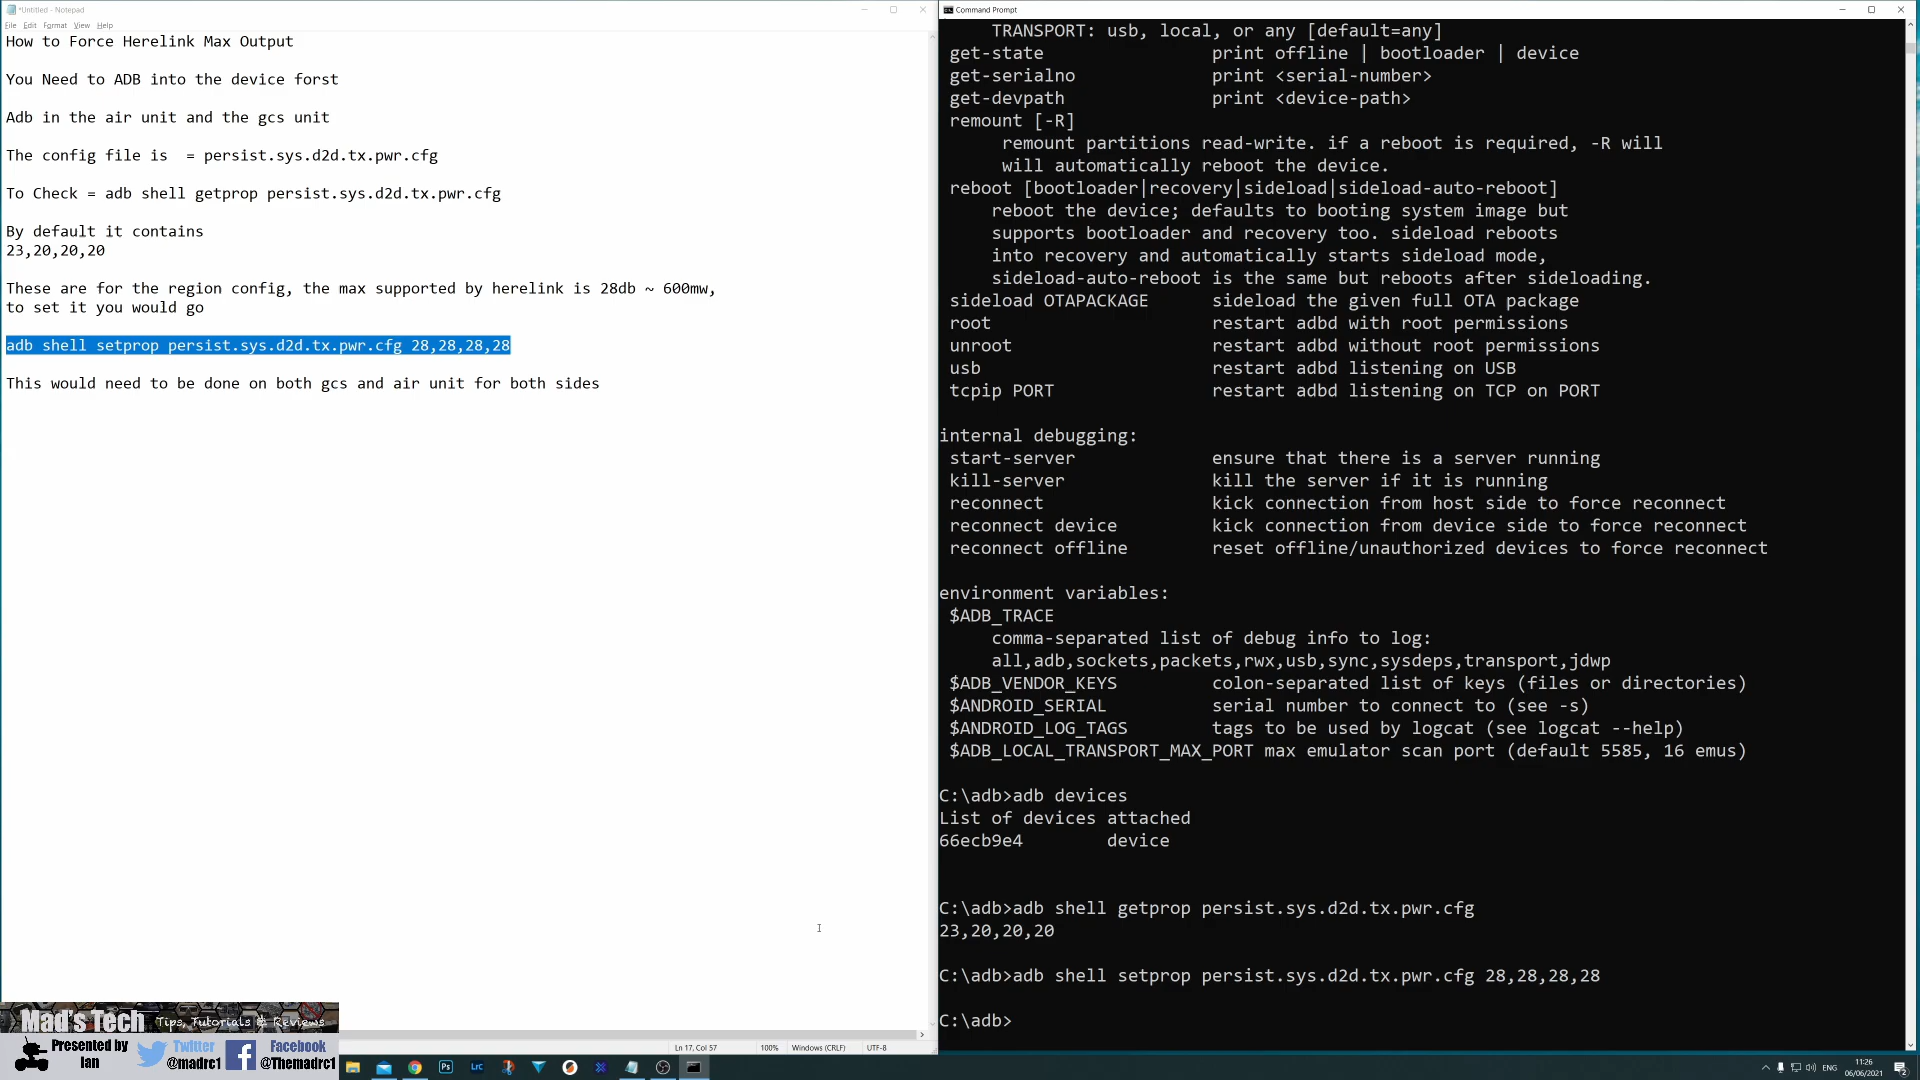 *Untitled - Notepad
File Edit Format View Help
How to Force Herelink Max Output
You Need to ADB into the device forst
Adb in the air unit and the gcs unit
The config file is  = persist.sys.d2d.tx.pwr.cfg
To Check = adb shell getprop persist.sys.d2d.tx.pwr.cfg
By default it contains
23,20,20,20
These are for the region config, the max supported by herelink is 28db ~ 600mw,
to set it you would go
adb shell setprop persist.sys.d2d.tx.pwr.cfg 28,28,28,28
This would need to be done on both gcs and air unit for both sides
Ln 17, Col 57 100% Windows (CRLF) UTF-8
Command Prompt
TRANSPORT: usb, local, or any [default=any]
get-state print offline | bootloader | device
get-serialno print <serial-number>
get-devpath print <device-path>
remount [-R]
remount partitions read-write. if a reboot is required, -R will
will automatically reboot the device.
reboot [bootloader|recovery|sideload|sideload-auto-reboot]
reboot the device; defaults to booting system image but
supports bootloader and recovery too. sideload reboots
into recovery and automatically starts sideload mode,
sideload-auto-reboot is the same but reboots after sideloading.
sideload OTAPACKAGE sideload the given full OTA package
root restart adbd with root permissions
unroot restart adbd without root permissions
usb restart adbd listening on USB
tcpip PORT restart adbd listening on TCP on PORT
internal debugging:
start-server ensure that there is a server running
kill-server kill the server if it is running
reconnect kick connection from host side to force reconnect
reconnect device kick connection from device side to force reconnect
reconnect offline reset offline/unauthorized devices to force reconnect
environment variables:
$ADB_TRACE
comma-separated list of debug info to log:
all,adb,sockets,packets,rwx,usb,sync,sysdeps,transport,jdwp
$ADB_VENDOR_KEYS colon-separated list of keys (files or directories)
$ANDROID_SERIAL serial number to connect to (see -s)
$ANDROID_LOG_TAGS tags to be used by logcat (see logcat --help)
$ADB_LOCAL_TRANSPORT_MAX_PORT max emulator scan port (default 5585, 16 emus)
C:\adb>adb devices
List of devices attached
66ecb9e4 device
C:\adb>adb shell getprop persist.sys.d2d.tx.pwr.cfg
23,20,20,20
C:\adb>adb shell setprop persist.sys.d2d.tx.pwr.cfg 28,28,28,28
C:\adb>
Mad's Tech Tips, Tutorials & Reviews
Presented by Ian
Twitter @madrc1
Facebook @Themadrc1
Ps
Lrc
ENG
11:26
06/06/2021
2